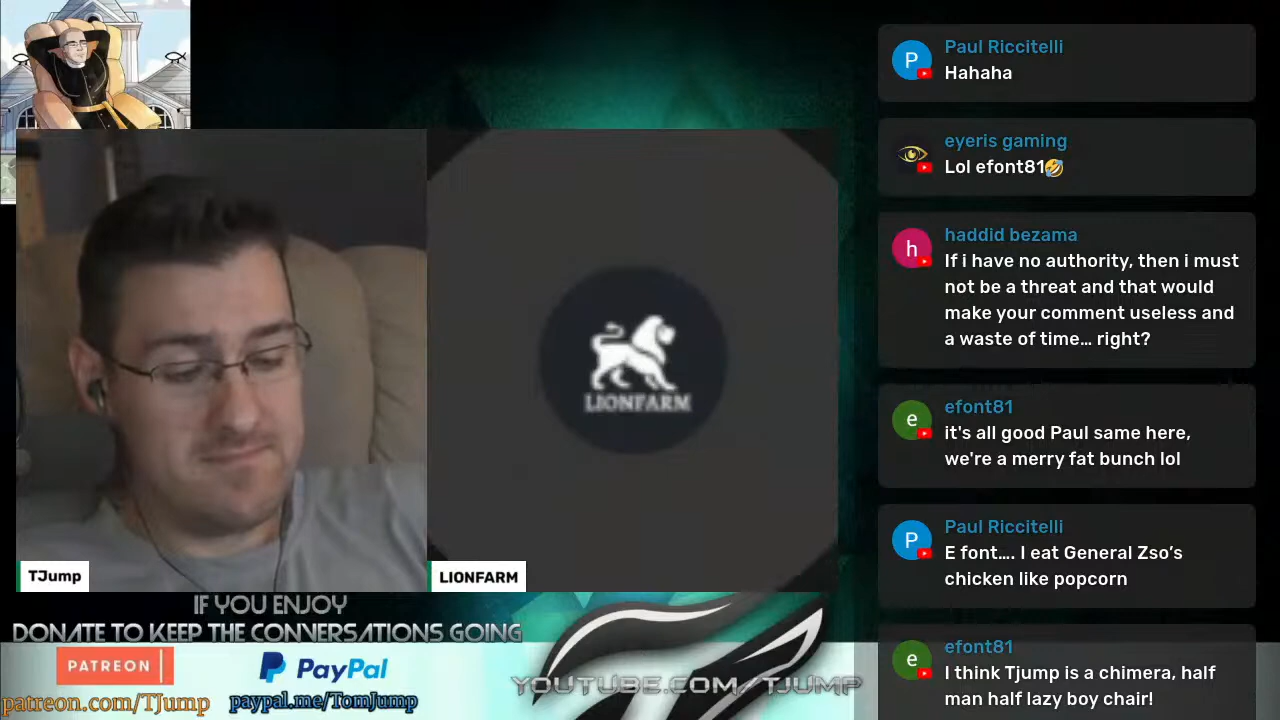 Paul Riccitelli
Hahaha
eyeris gaming
Lol efont81🤣
haddid bezama
If i have no authority, then i must
not be a threat and that would
make your comment useless and
a waste of time… right?
efont81
it's all good Paul same here,
we're a merry fat bunch lol
Paul Riccitelli
E font.... I eat General Zso’s
chicken like popcorn
efont81
I think Tjump is a chimera, half
man half lazy boy chair!
P
h
e
P
e
LIONFARM
TJump
LIONFARM
IF YOU ENJOY
DONATE TO KEEP THE CONVERSATIONS GOING
PATREON
PayPal
patreon.com/TJump
paypal.me/TomJump
YOUTUBE.COM/TJUMP